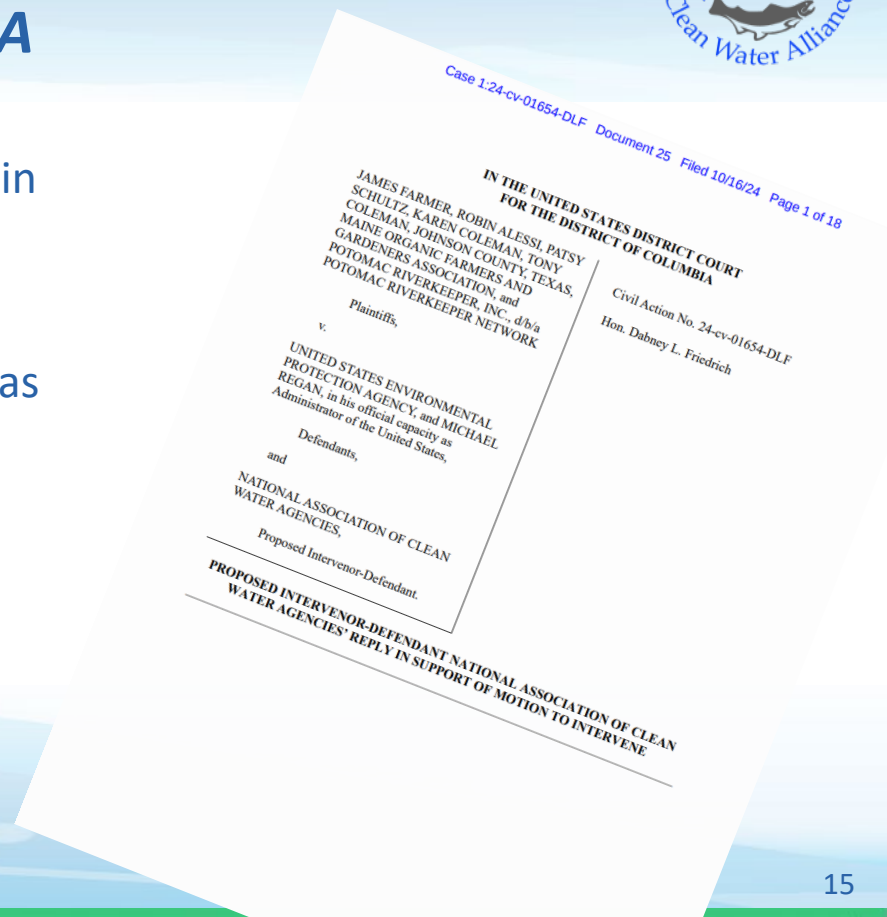 A
Clean Water Alliance
in
as
Case 1:24-cv-01654-DLF Document 25 Filed 10/16/24 Page 1 of 18
IN THE UNITED STATES DISTRICT COURT
FOR THE DISTRICT OF COLUMBIA
JAMES FARMER, ROBIN ALESSI, PATSY
SCHULTZ, KAREN COLEMAN, TONY
COLEMAN, JOHNSON COUNTY, TEXAS,
MAINE ORGANIC FARMERS AND
GARDENERS ASSOCIATION, and
POTOMAC RIVERKEEPER, INC., d/b/a
POTOMAC RIVERKEEPER NETWORK
Plaintiffs,
v.
UNITED STATES ENVIRONMENTAL
PROTECTION AGENCY, and MICHAEL
REGAN, in his official capacity as
Administrator of the United States,
Defendants,
and
NATIONAL ASSOCIATION OF CLEAN
WATER AGENCIES,
Proposed Intervenor-Defendant.
Civil Action No. 24-cv-01654-DLF
Hon. Dabney L. Friedrich
PROPOSED INTERVENOR-DEFENDANT NATIONAL ASSOCIATION OF CLEAN
WATER AGENCIES' REPLY IN SUPPORT OF MOTION TO INTERVENE
15